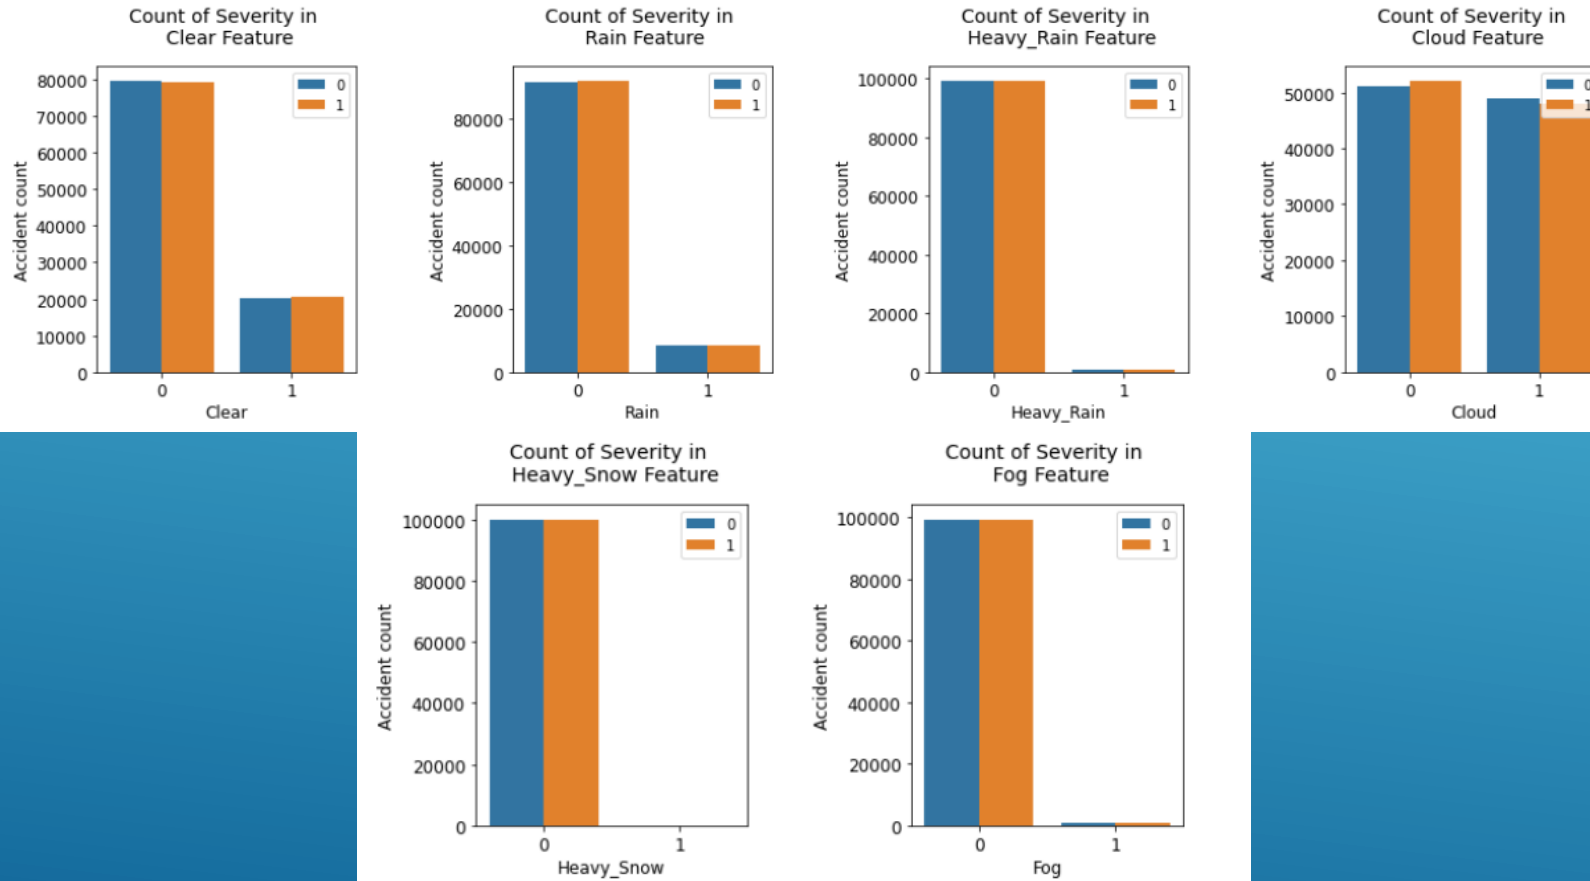 Count of Severity in
Clear Feature
80000
70000
60000
50000
40000
30000
20000
10000
0
Accident count
0
1
0 1
Clear
Count of Severity in
Rain Feature
80000
60000
40000
20000
0
Accident count
0
1
0 1
Rain
Count of Severity in
Heavy_Rain Feature
100000
80000
60000
40000
20000
0
Accident count
0
1
0 1
Heavy_Rain
Count of Severity in
Cloud Feature
50000
40000
30000
20000
10000
0
Accident count
0
1
0 1
Cloud
Count of Severity in
Heavy_Snow Feature
100000
80000
60000
40000
20000
0
Accident count
0
1
0 1
Heavy_Snow
Count of Severity in
Fog Feature
100000
80000
60000
40000
20000
0
Accident count
0
1
0 1
Fog